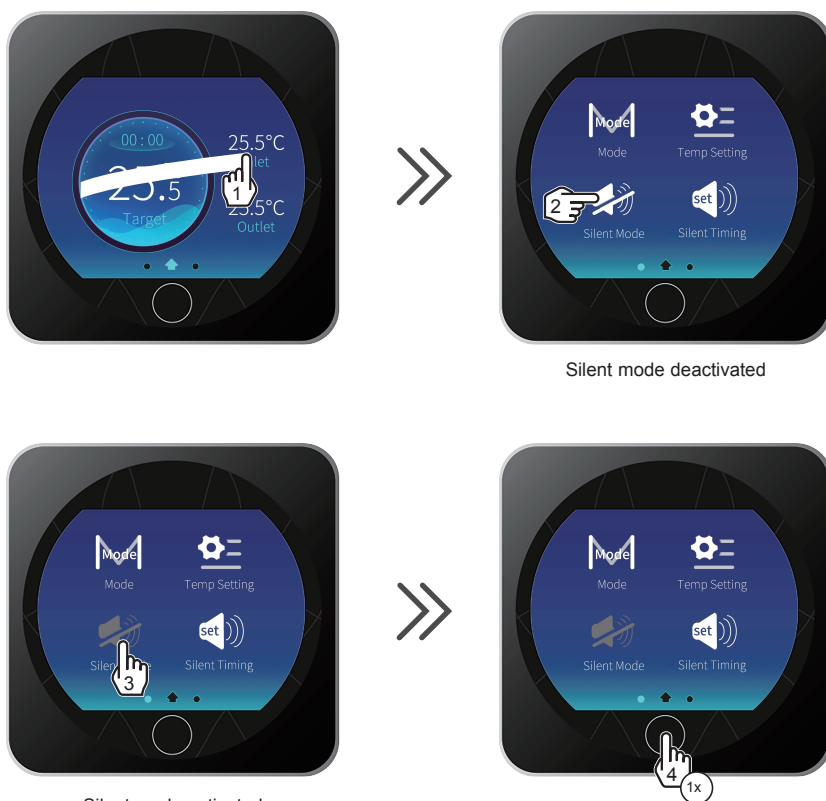 00:00
25.5°C
25.5
1
25.5°C
Target
Outlet
Mode
Mode
Temp Setting
2
set
Silent Mode
Silent Timing
Silent mode deactivated
Mode
Mode
Temp Setting
set
Silent Timing
3
Mode
Mode
Temp Setting
set
Silent Mode
Silent Timing
4
1x